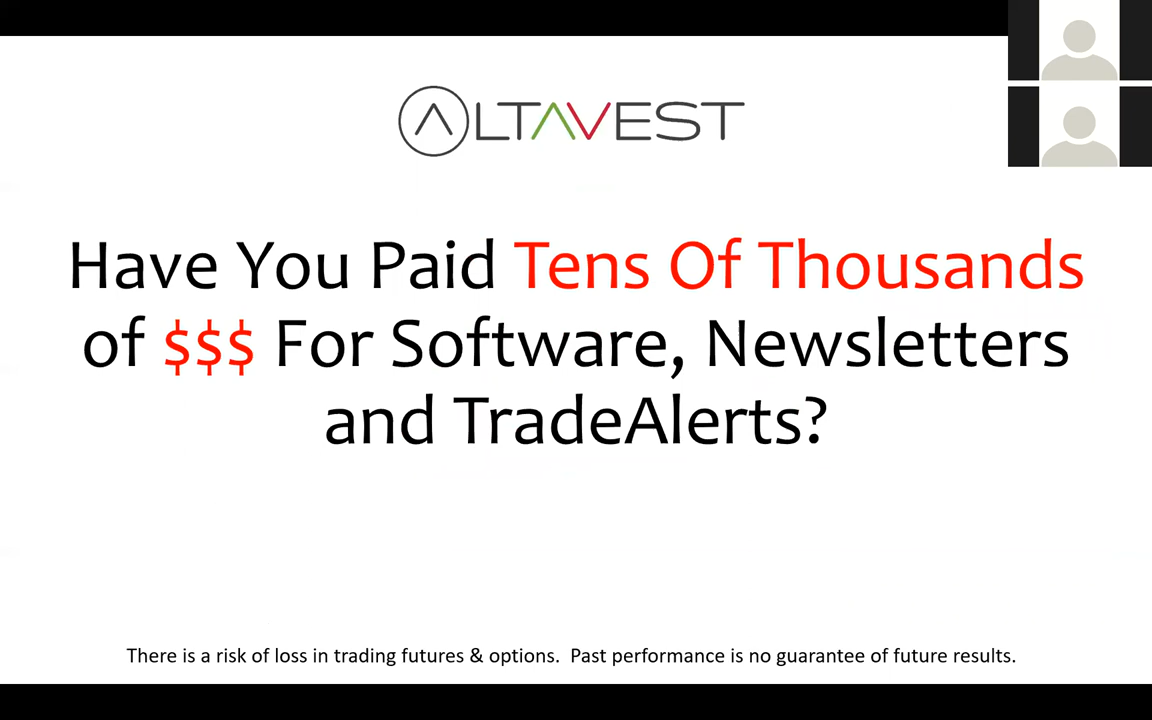 ALTAVEST
Have You Paid Tens Of Thousands
of $$$ For Software, Newsletters
and TradeAlerts?
There is a risk of loss in trading futures & options.  Past performance is no guarantee of future results.